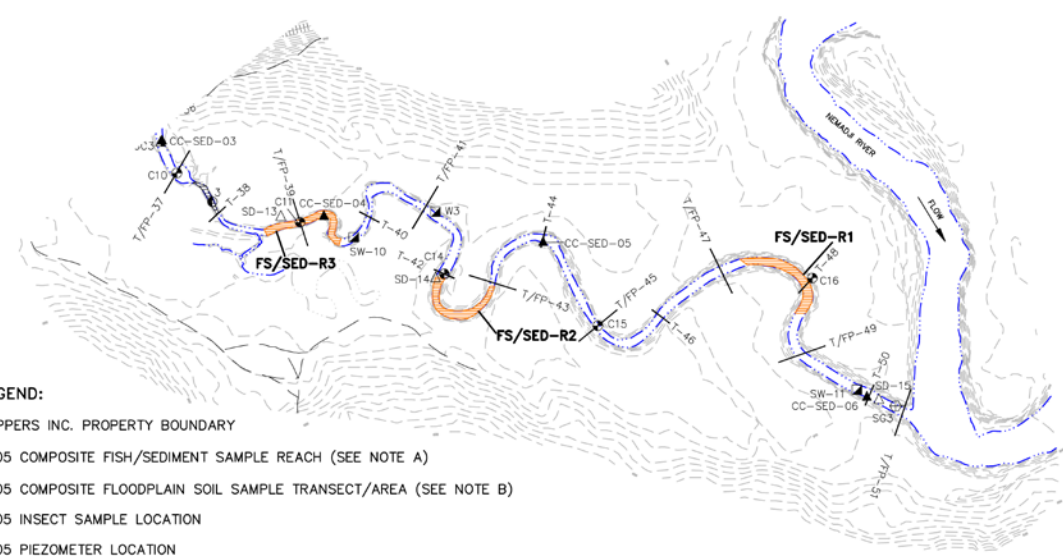 CC-SED-03
C10
T/FP-37
T-38
T/FP-39
C11
SD-13
CC-SED-04
FS/SED-R3
SW-10
T-40
T/FP-41
W3
T-42
C14
SD-14
T/FP-43
FS/SED-R2
T-44
CC-SED-05
C15
T/FP-45
T-46
T/FP-47
FS/SED-R1
T-48
C16
T/FP-49
T-50
SW-11
SD-15
CC-SED-06
SG3
T/FP-51
NEMADJI RIVER
FLOW
GEND:
PPERS INC. PROPERTY BOUNDARY
05 COMPOSITE FISH/SEDIMENT SAMPLE REACH (SEE NOTE A)
05 COMPOSITE FLOODPLAIN SOIL SAMPLE TRANSECT/AREA (SEE NOTE B)
05 INSECT SAMPLE LOCATION
05 PIEZOMETER LOCATION